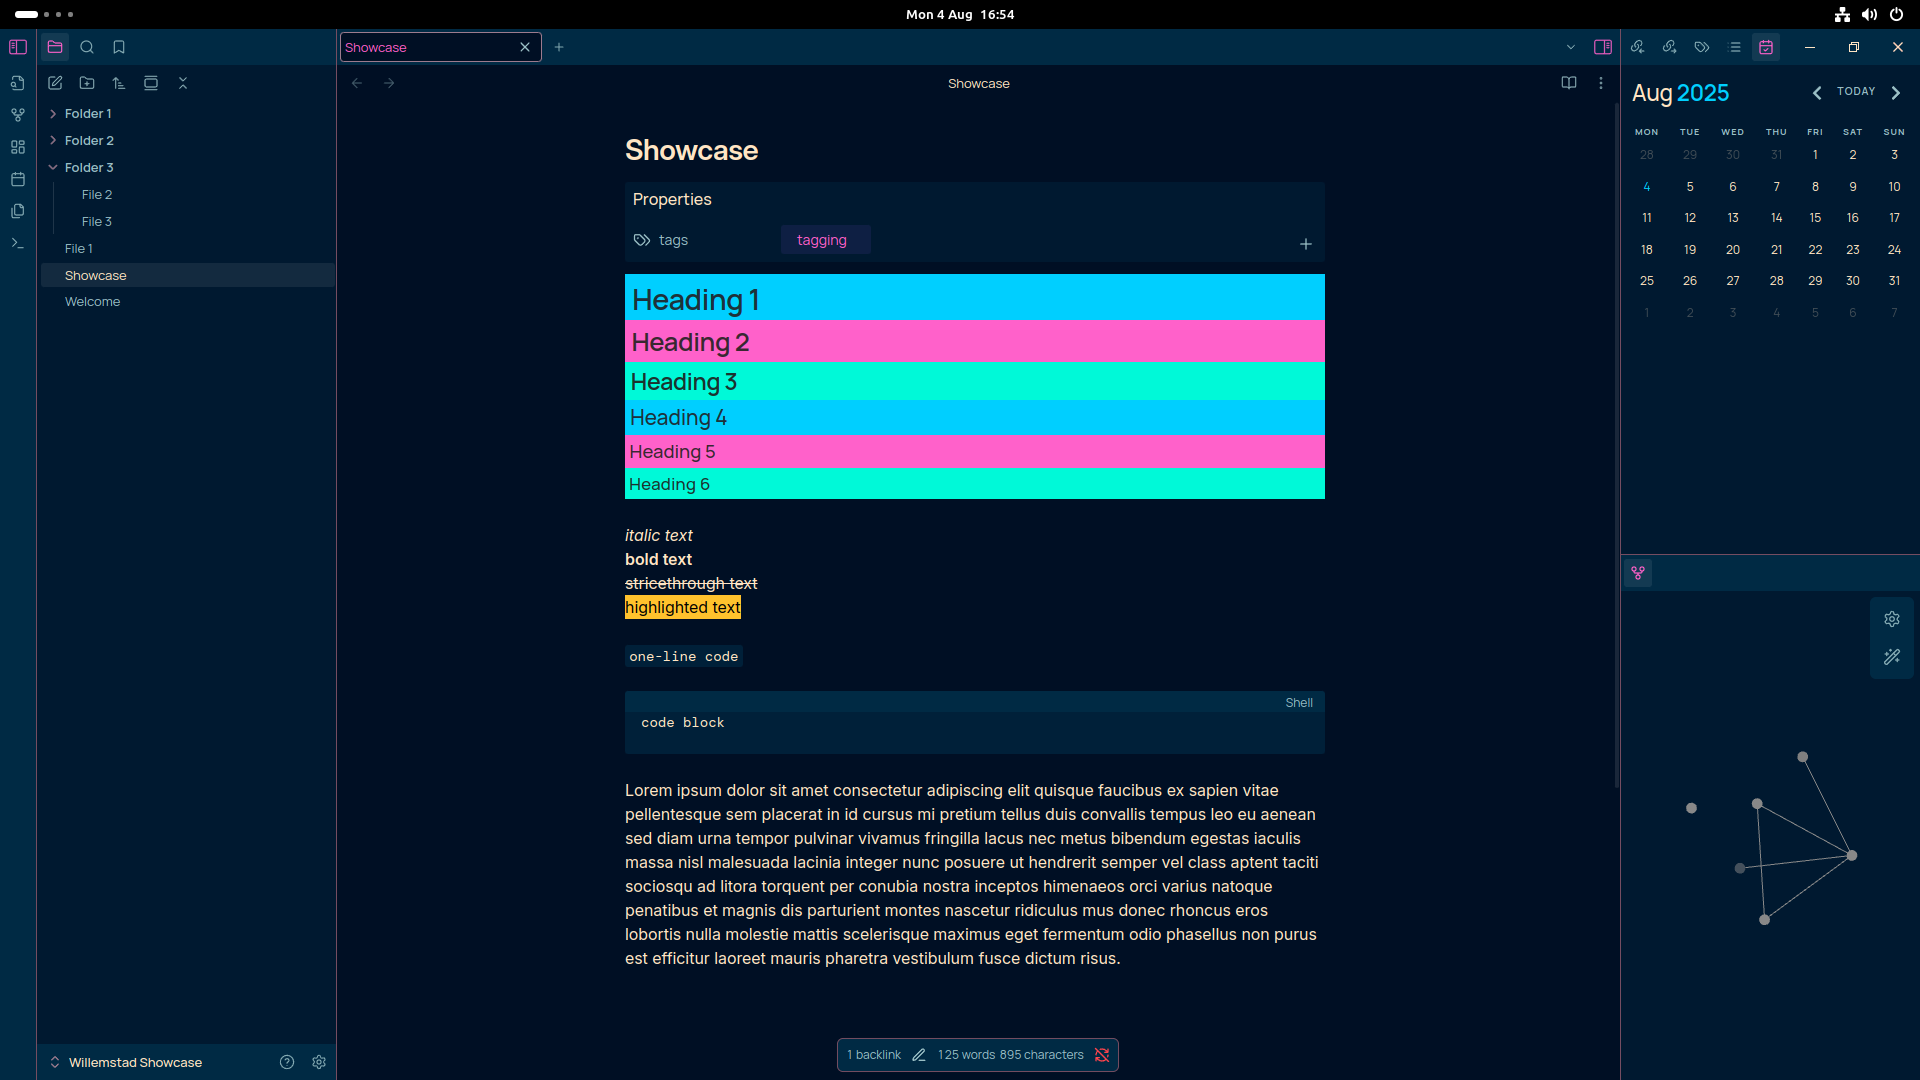 Mon 4 Aug 16:54
Showcase
Showcase
Folder 1
Folder 2
Folder 3
File 2
File 3
File 1
Showcase
Welcome
Willemstad Showcase
Showcase
Properties
tags
tagging
Heading 1
Heading 2
Heading 3
Heading 4
Heading 5
Heading 6
italic text
bold text
stricethrough text
highlighted text
one-line code
Shell
code block
Lorem ipsum dolor sit amet consectetur adipiscing elit quisque faucibus ex sapien vitae
pellentesque sem placerat in id cursus mi pretium tellus duis convallis tempus leo eu aenean
sed diam urna tempor pulvinar vivamus fringilla lacus nec metus bibendum egestas iaculis
massa nisl malesuada lacinia integer nunc posuere ut hendrerit semper vel class aptent taciti
sociosqu ad litora torquent per conubia nostra inceptos himenaeos orci varius natoque
penatibus et magnis dis parturient montes nascetur ridiculus mus donec rhoncus eros
lobortis nulla molestie mattis scelerisque maximus eget fermentum odio phasellus non purus
est efficitur laoreet mauris pharetra vestibulum fusce dictum risus.
1 backlink 125 words 895 characters
Aug 2025 TODAY
MON TUE WED THU FRI SAT SUN
28 29 30 31 1 2 3
4 5 6 7 8 9 10
11 12 13 14 15 16 17
18 19 20 21 22 23 24
25 26 27 28 29 30 31
1 2 3 4 5 6 7